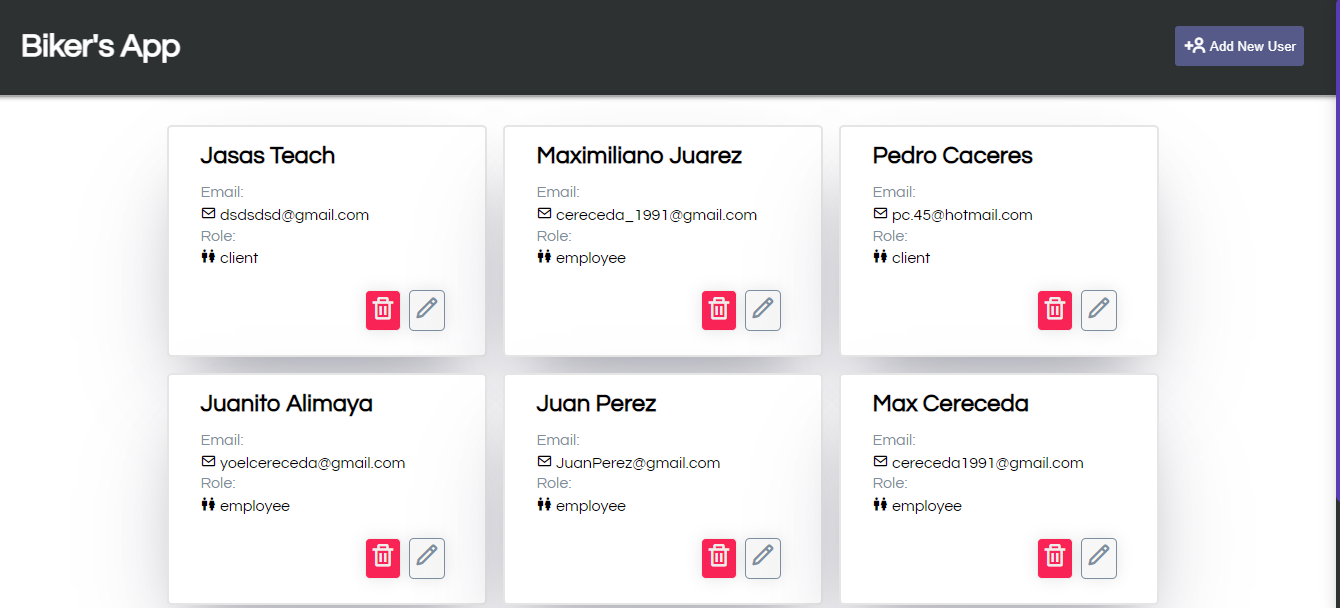 Biker's App
Add New User
Jasas Teach
Email:
dsdsdsd@gmail.com
Role:
client
Maximiliano Juarez
Email:
cereceda_1991@gmail.com
Role:
employee
Pedro Caceres
Email:
pc.45@hotmail.com
Role:
client
Juanito Alimaya
Email:
yoelcereceda@gmail.com
Role:
employee
Juan Perez
Email:
JuanPerez@gmail.com
Role:
employee
Max Cereceda
Email:
cereceda1991@gmail.com
Role:
employee